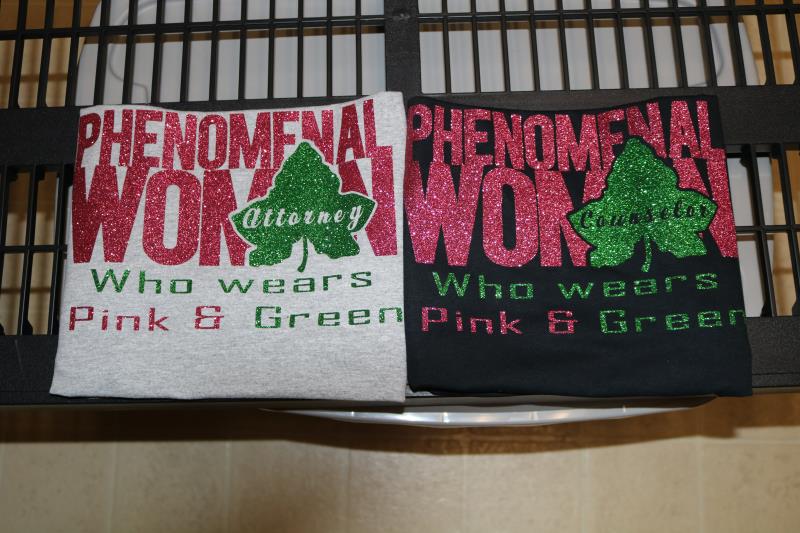 PHENOMENAL
WOMAN
Attorney
Who wears
Pink & Green
PHENOMENAL
WOMAN
Counselor
Who wears
Pink & Green